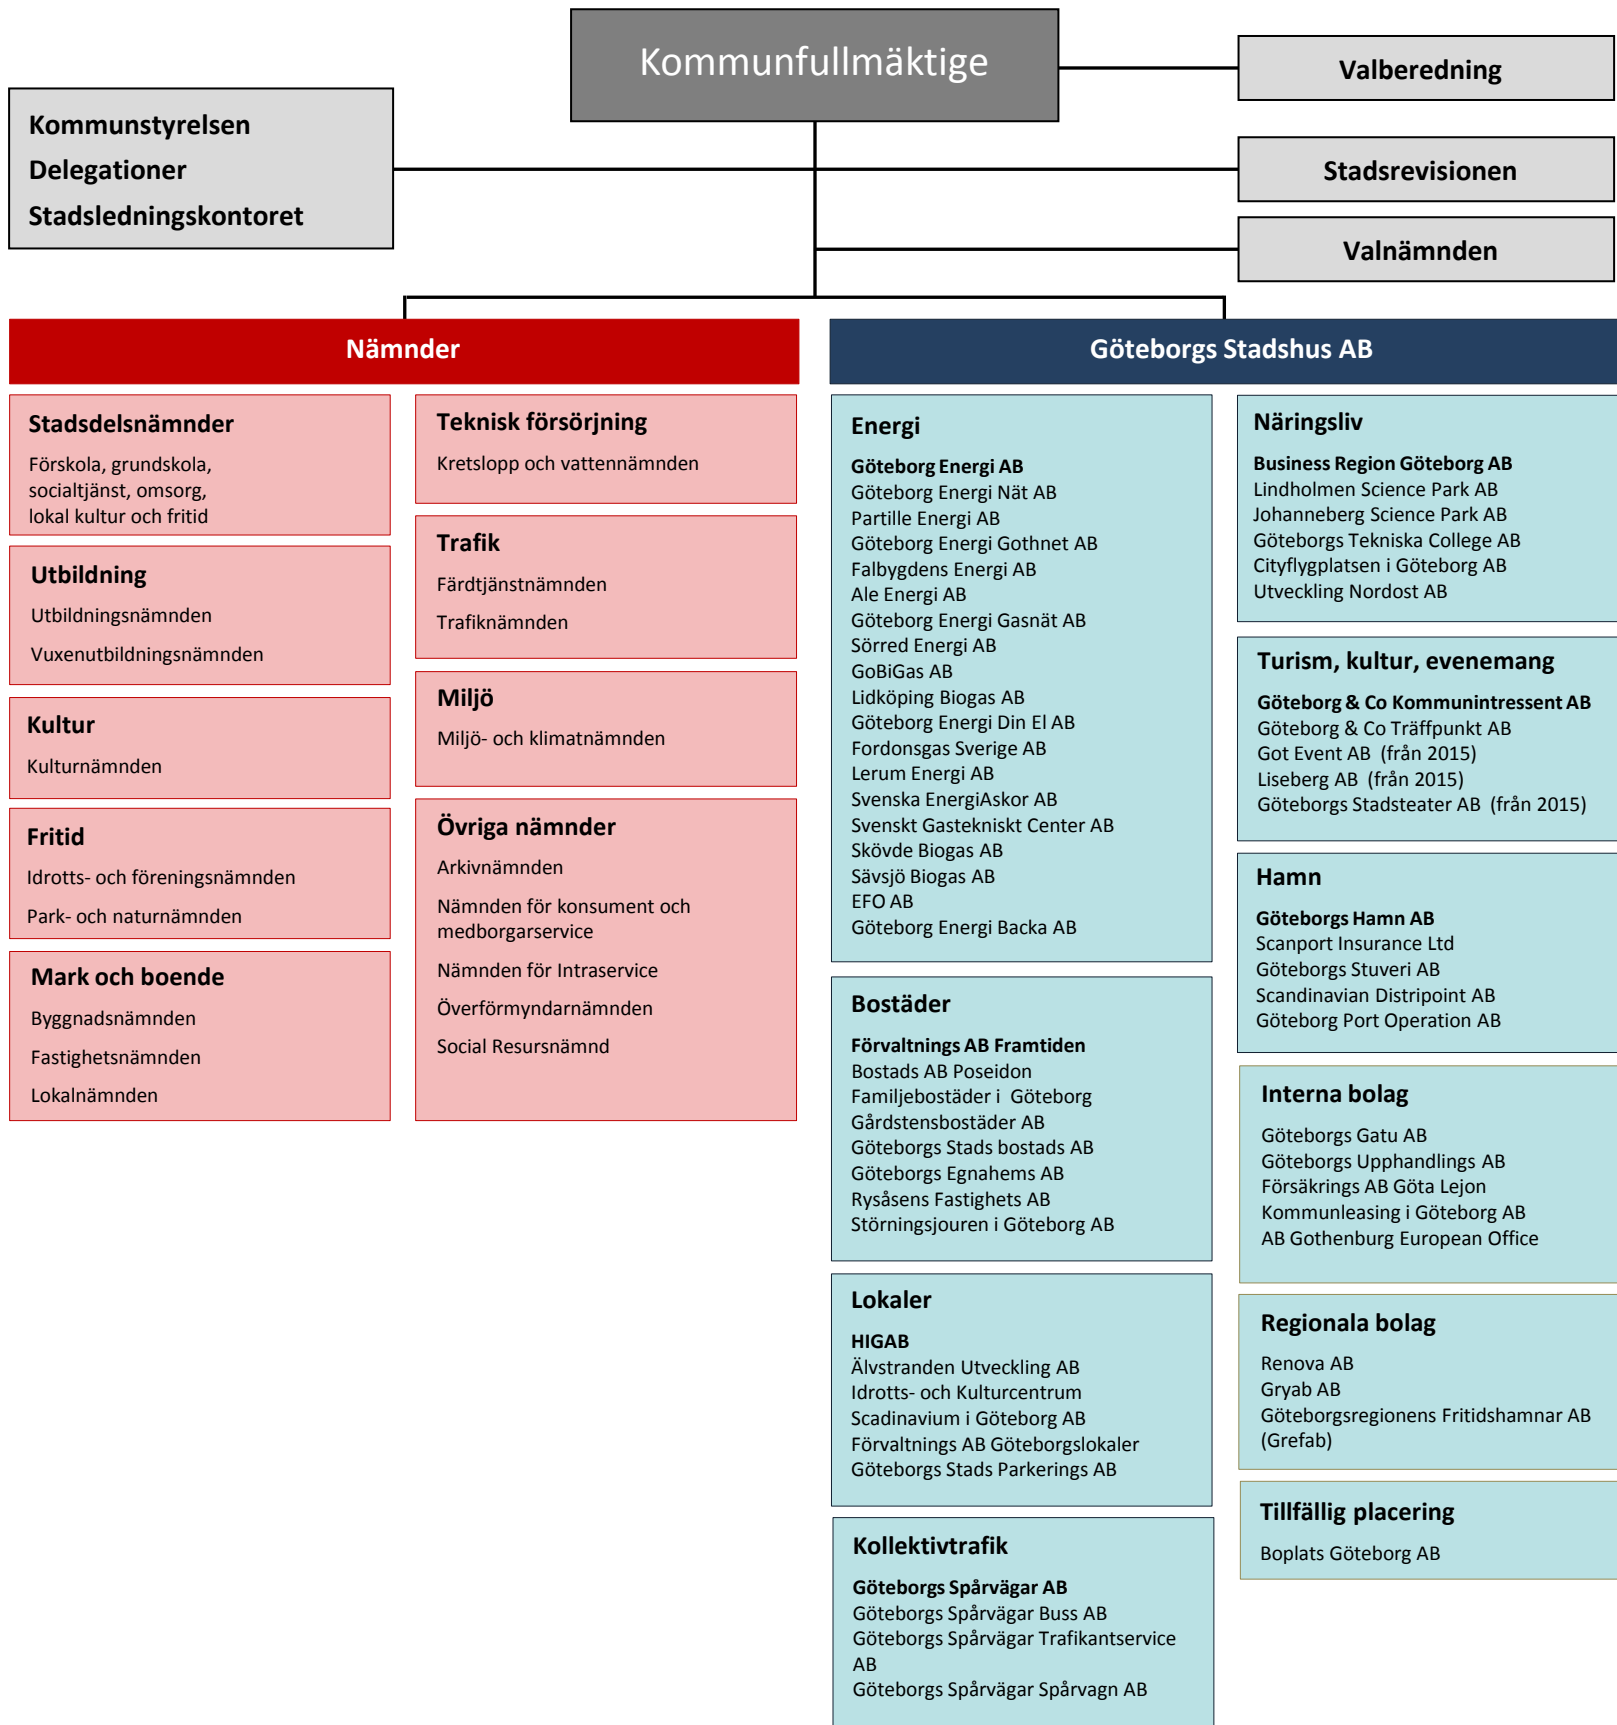 Kommunfullmäktige
Valberedning
Kommunstyrelsen
Delegationer
Stadsledningskontoret
Stadsrevisionen
Valnämnden
Nämnder
Stadsdelsnämnder
Förskola, grundskola,
socialtjänst, omsorg,
lokal kultur och fritid
Utbildning
Utbildningsnämnden
Vuxenutbildningsnämnden
Kultur
Kulturnämnden
Fritid
Idrotts- och föreningsnämnden
Park- och naturnämnden
Mark och boende
Byggnadsnämnden
Fastighetsnämnden
Lokalnämnden
Teknisk försörjning
Kretslopp och vattennämnden
Trafik
Färdtjänstnämnden
Trafiknämnden
Miljö
Miljö- och klimatnämnden
Övriga nämnder
Arkivnämnden
Nämnden för konsument och
medborgarservice
Nämnden för Intraservice
Överförmyndarnämnden
Social Resursnämnd
Göteborgs Stadshus AB
Energi
Göteborg Energi AB
Göteborg Energi Nät AB
Partille Energi AB
Göteborg Energi Gothnet AB
Falbygdens Energi AB
Ale Energi AB
Göteborg Energi Gasnät AB
Sörred Energi AB
GoBiGas AB
Lidköping Biogas AB
Göteborg Energi Din El AB
Fordonsgas Sverige AB
Lerum Energi AB
Svenska EnergiAskor AB
Svenskt Gastekniskt Center AB
Skövde Biogas AB
Sävsjö Biogas AB
EFO AB
Göteborg Energi Backa AB
Bostäder
Förvaltnings AB Framtiden
Bostads AB Poseidon
Familjebostäder i  Göteborg
Gårdstensbostäder AB
Göteborgs Stads bostads AB
Göteborgs Egnahems AB
Rysåsens Fastighets AB
Störningsjouren i Göteborg AB
Lokaler
HIGAB
Älvstranden Utveckling AB
Idrotts- och Kulturcentrum
Scadinavium i Göteborg AB
Förvaltnings AB Göteborgslokaler
Göteborgs Stads Parkerings AB
Kollektivtrafik
Göteborgs Spårvägar AB
Göteborgs Spårvägar Buss AB
Göteborgs Spårvägar Trafikantservice
AB
Göteborgs Spårvägar Spårvagn AB
Näringsliv
Business Region Göteborg AB
Lindholmen Science Park AB
Johanneberg Science Park AB
Göteborgs Tekniska College AB
Cityflygplatsen i Göteborg AB
Utveckling Nordost AB
Turism, kultur, evenemang
Göteborg & Co Kommunintressent AB
Göteborg & Co Träffpunkt AB
Got Event AB  (från 2015)
Liseberg AB  (från 2015)
Göteborgs Stadsteater AB  (från 2015)
Hamn
Göteborgs Hamn AB
Scanport Insurance Ltd
Göteborgs Stuveri AB
Scandinavian Distripoint AB
Göteborg Port Operation AB
Interna bolag
Göteborgs Gatu AB
Göteborgs Upphandlings AB
Försäkrings AB Göta Lejon
Kommunleasing i Göteborg AB
AB Gothenburg European Office
Regionala bolag
Renova AB
Gryab AB
Göteborgsregionens Fritidshamnar AB
(Grefab)
Tillfällig placering
Boplats Göteborg AB